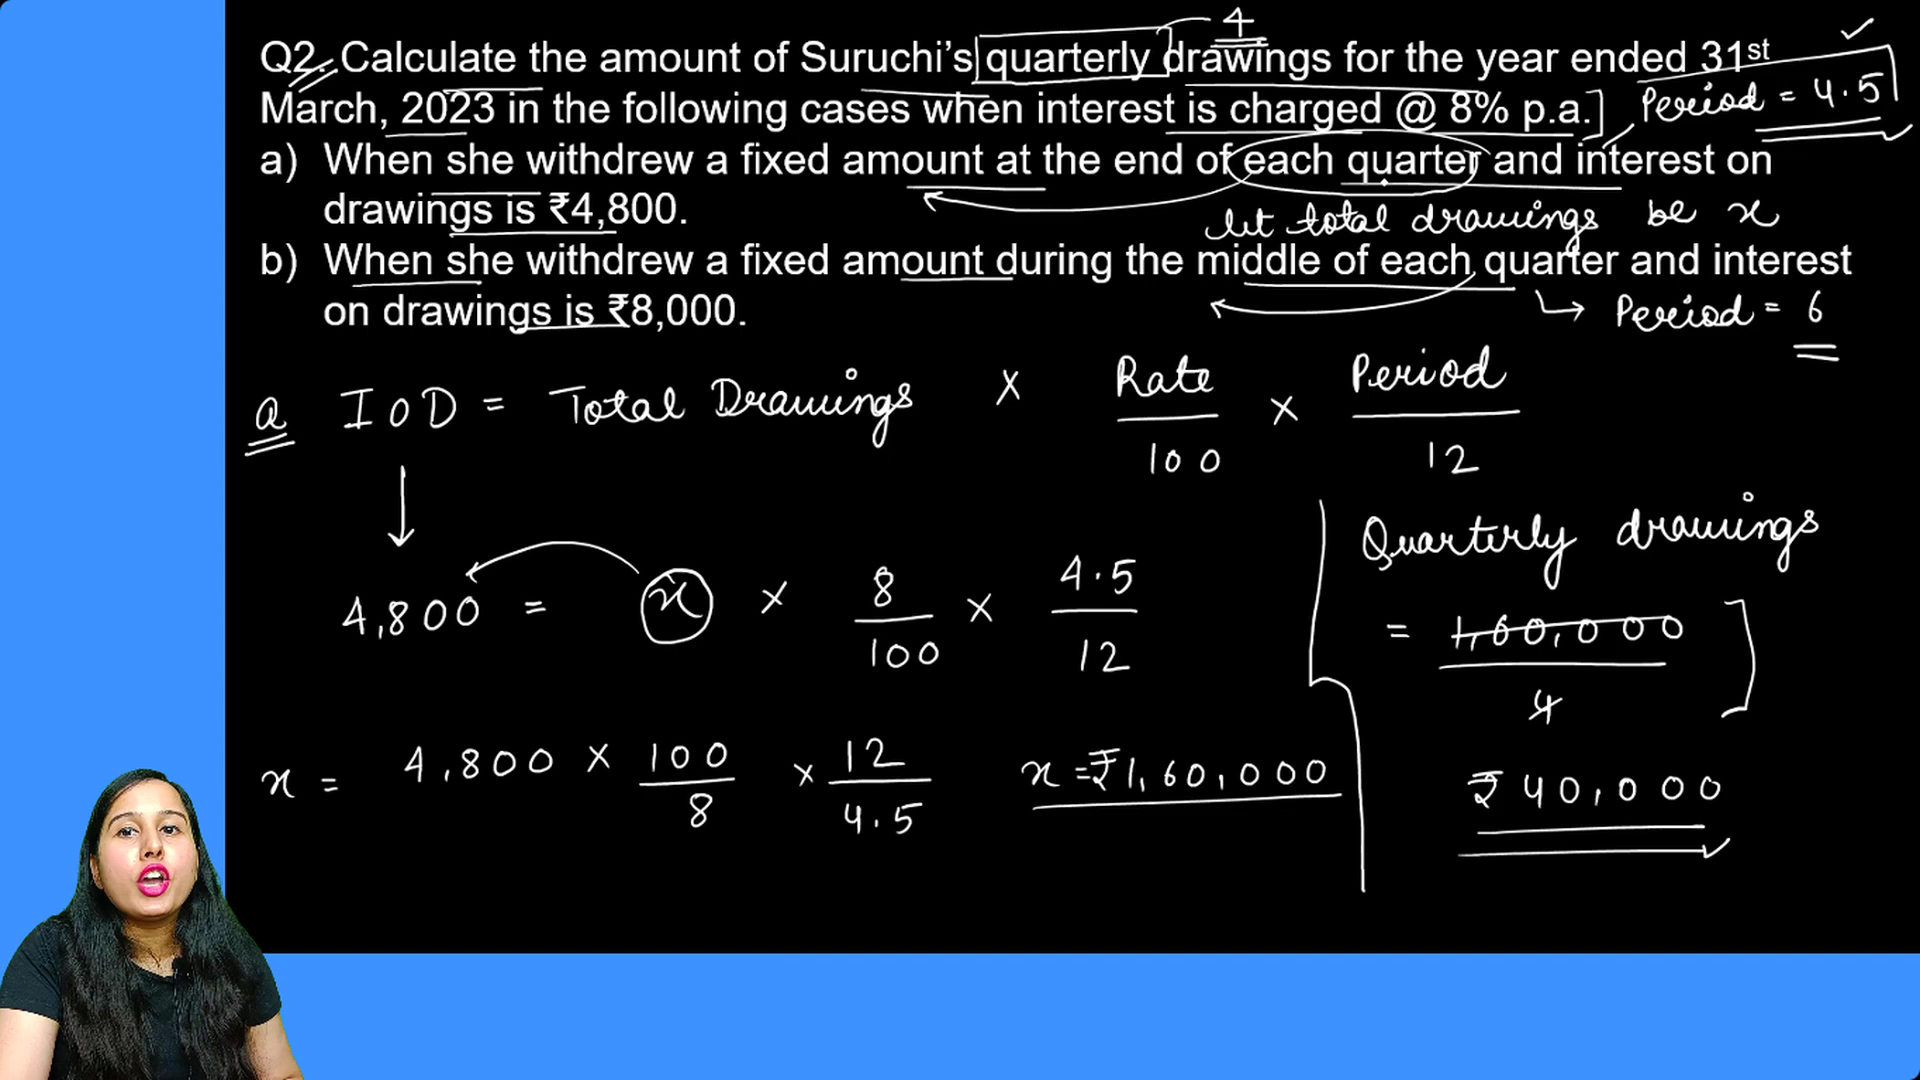 4
Q2. Calculate the amount of Suruchi's quarterly drawings for the year ended 31st
March, 2023 in the following cases when interest is charged @ 8% p.a.] Period = 4.5
a) When she withdrew a fixed amount at the end of each quarter and interest on
drawings is ₹4,800.
let total drawings be x
b) When she withdrew a fixed amount during the middle of each quarter and interest
on drawings is ₹8,000.
Period = 6
a IOD = Total Drawings × Rate/100 × Period/12
4,800 = x × 8/100 × 4.5/12
x = 4,800 × 100/8 × 12/4.5 x = ₹1,60,000
Quarterly drawings
= 1,60,000/4
₹40,000